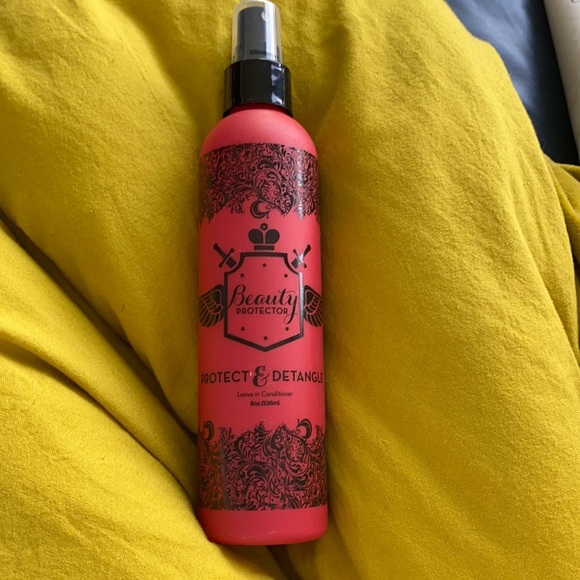 Beauty
PROTECTOR
PROTECT & DETANGLE
Leave in Conditioner
8oz./236ml